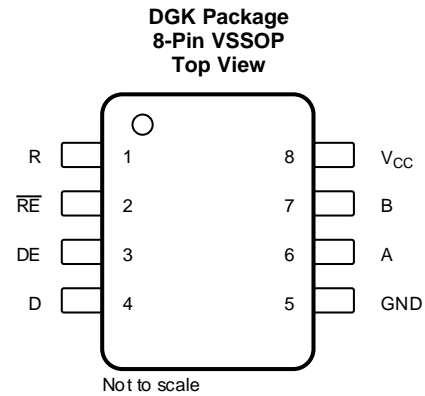 DGK Package
8-Pin VSSOP
Top View
R 1 8 VCC
RE 2 7 B
DE 3 6 A
D 4 5 GND
Not to scale